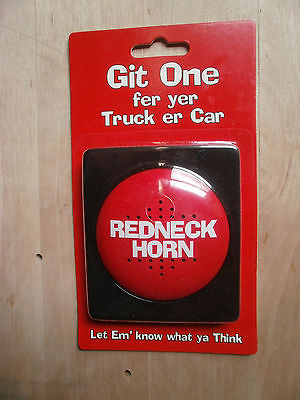 Git One
fer yer
Truck er Car
REDNECK
HORN
Let Em' know what ya Think